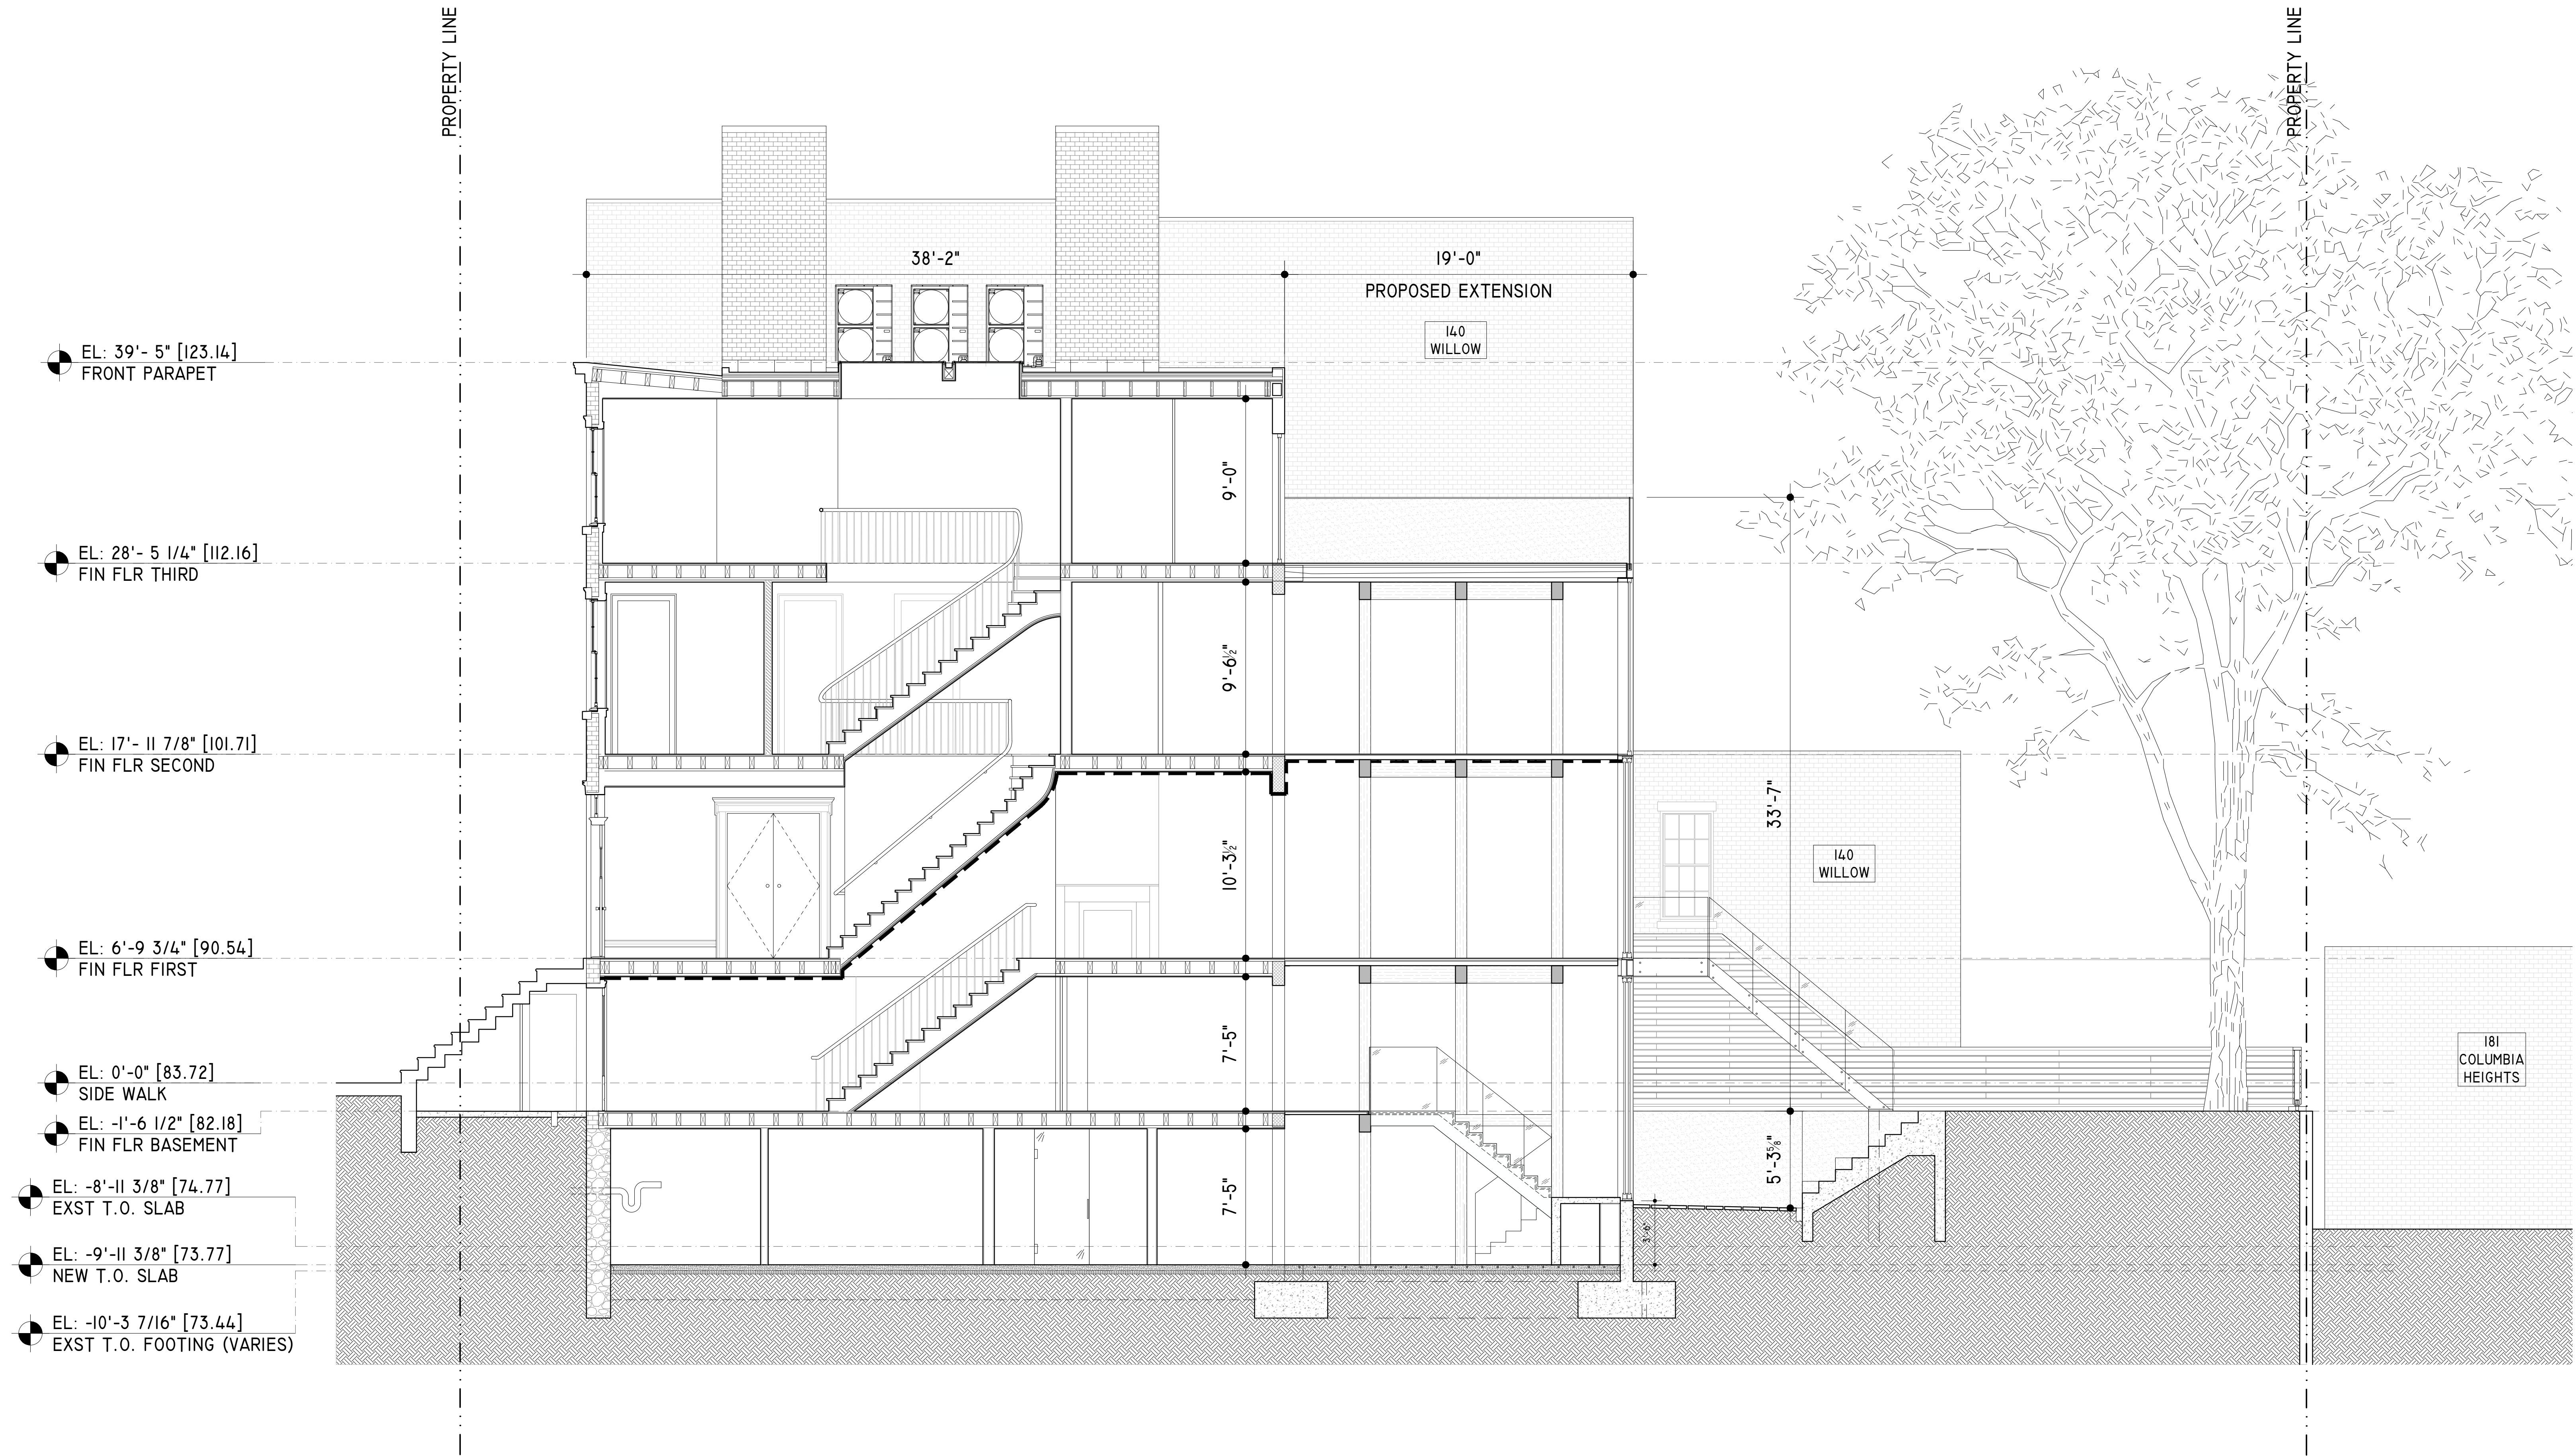 PROPERTY LINE
PROPERTY LINE
38'-2"
19'-0"
PROPOSED EXTENSION
140
WILLOW
EL: 39'- 5" [123.14]
FRONT PARAPET
9'-0"
EL: 28'- 5 1/4" [112.16]
FIN FLR THIRD
9'-6½"
EL: 17'- 11 7/8" [101.71]
FIN FLR SECOND
33'-7"
10'-3½"
140
WILLOW
EL: 6'-9 3/4" [90.54]
FIN FLR FIRST
7'-5"
181
COLUMBIA
HEIGHTS
EL: 0'-0" [83.72]
SIDE WALK
EL: -1'-6 1/2" [82.18]
FIN FLR BASEMENT
5'-3⅝"
EL: -8'-11 3/8" [74.77]
EXST T.O. SLAB
7'-5"
3'-6"
EL: -9'-11 3/8" [73.77]
NEW T.O. SLAB
EL: -10'-3 7/16" [73.44]
EXST T.O. FOOTING (VARIES)